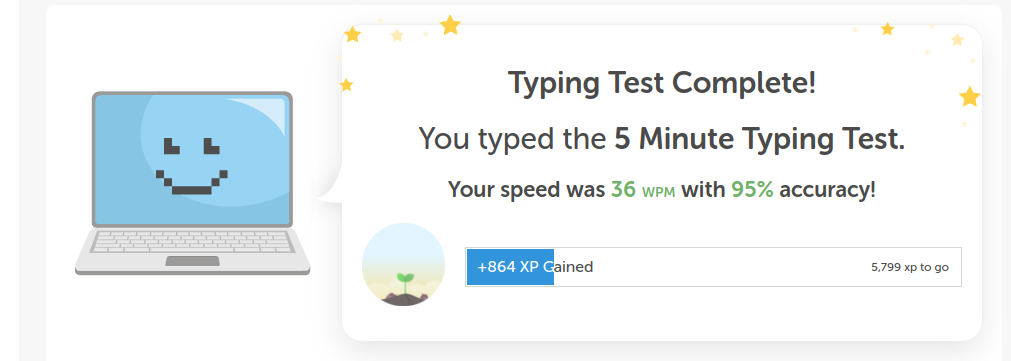 Typing Test Complete!
You typed the 5 Minute Typing Test.
Your speed was 36 WPM with 95% accuracy!
+864 XP Gained
5,799 xp to go